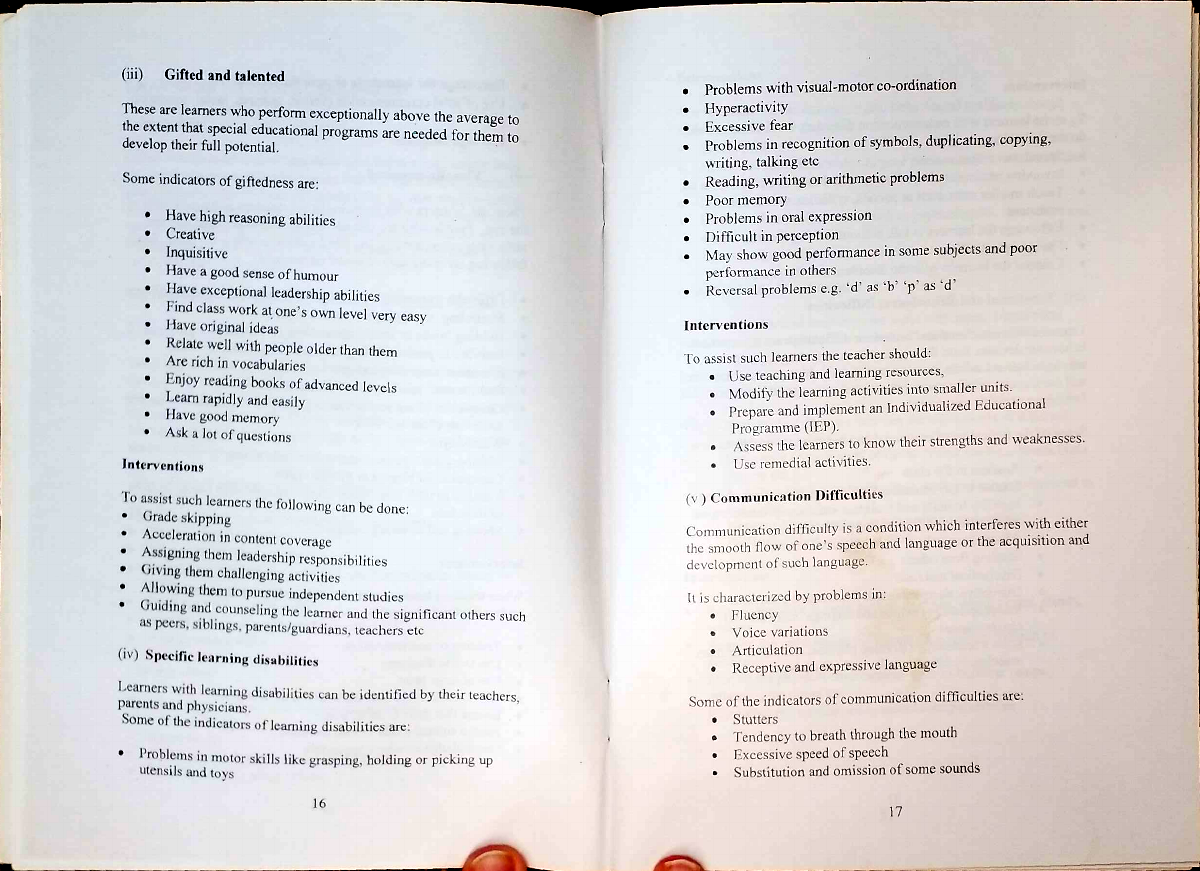 (iii) Gifted and talented
These are learners who perform exceptionally above the average to
the extent that special educational programs are needed for them to
develop their full potential.
Some indicators of giftedness are:
• Have high reasoning abilities
• Creative
• Inquisitive
• Have a good sense of humour
• Have exceptional leadership abilities
• Find class work at one's own level very easy
• Have original ideas
• Relate well with people older than them
• Are rich in vocabularies
• Enjoy reading books of advanced levels
• Learn rapidly and easily
• Have good memory
• Ask a lot of questions
Interventions
To assist such learners the following can be done:
• Grade skipping
• Acceleration in content coverage
• Assigning them leadership responsibilities
• Giving them challenging activities
• Allowing them to pursue independent studies
• Guiding and counseling the learner and the significant others such
as peers, siblings, parents/guardians, teachers etc
(iv) Specific learning disabilities
Learners with learning disabilities can be identified by their teachers,
parents and physicians.
Some of the indicators of learning disabilities are:
• Problems in motor skills like grasping, holding or picking up
utensils and toys
16
• Problems with visual-motor co-ordination
• Hyperactivity
• Excessive fear
• Problems in recognition of symbols, duplicating, copying,
writing, talking etc
• Reading, writing or arithmetic problems
• Poor memory
• Problems in oral expression
• Difficult in perception
• May show good performance in some subjects and poor
performance in others
• Reversal problems e.g. 'd' as 'b' 'p' as 'd'
Interventions
To assist such learners the teacher should:
• Use teaching and learning resources,
• Modify the learning activities into smaller units.
• Prepare and implement an Individualized Educational
Programme (IEP).
• Assess the learners to know their strengths and weaknesses.
• Use remedial activities.
(v ) Communication Difficulties
Communication difficulty is a condition which interferes with either
the smooth flow of one's speech and language or the acquisition and
development of such language.
It is characterized by problems in:
• Fluency
• Voice variations
• Articulation
• Receptive and expressive language
Some of the indicators of communication difficulties are:
• Stutters
• Tendency to breath through the mouth
• Excessive speed of speech
• Substitution and omission of some sounds
17